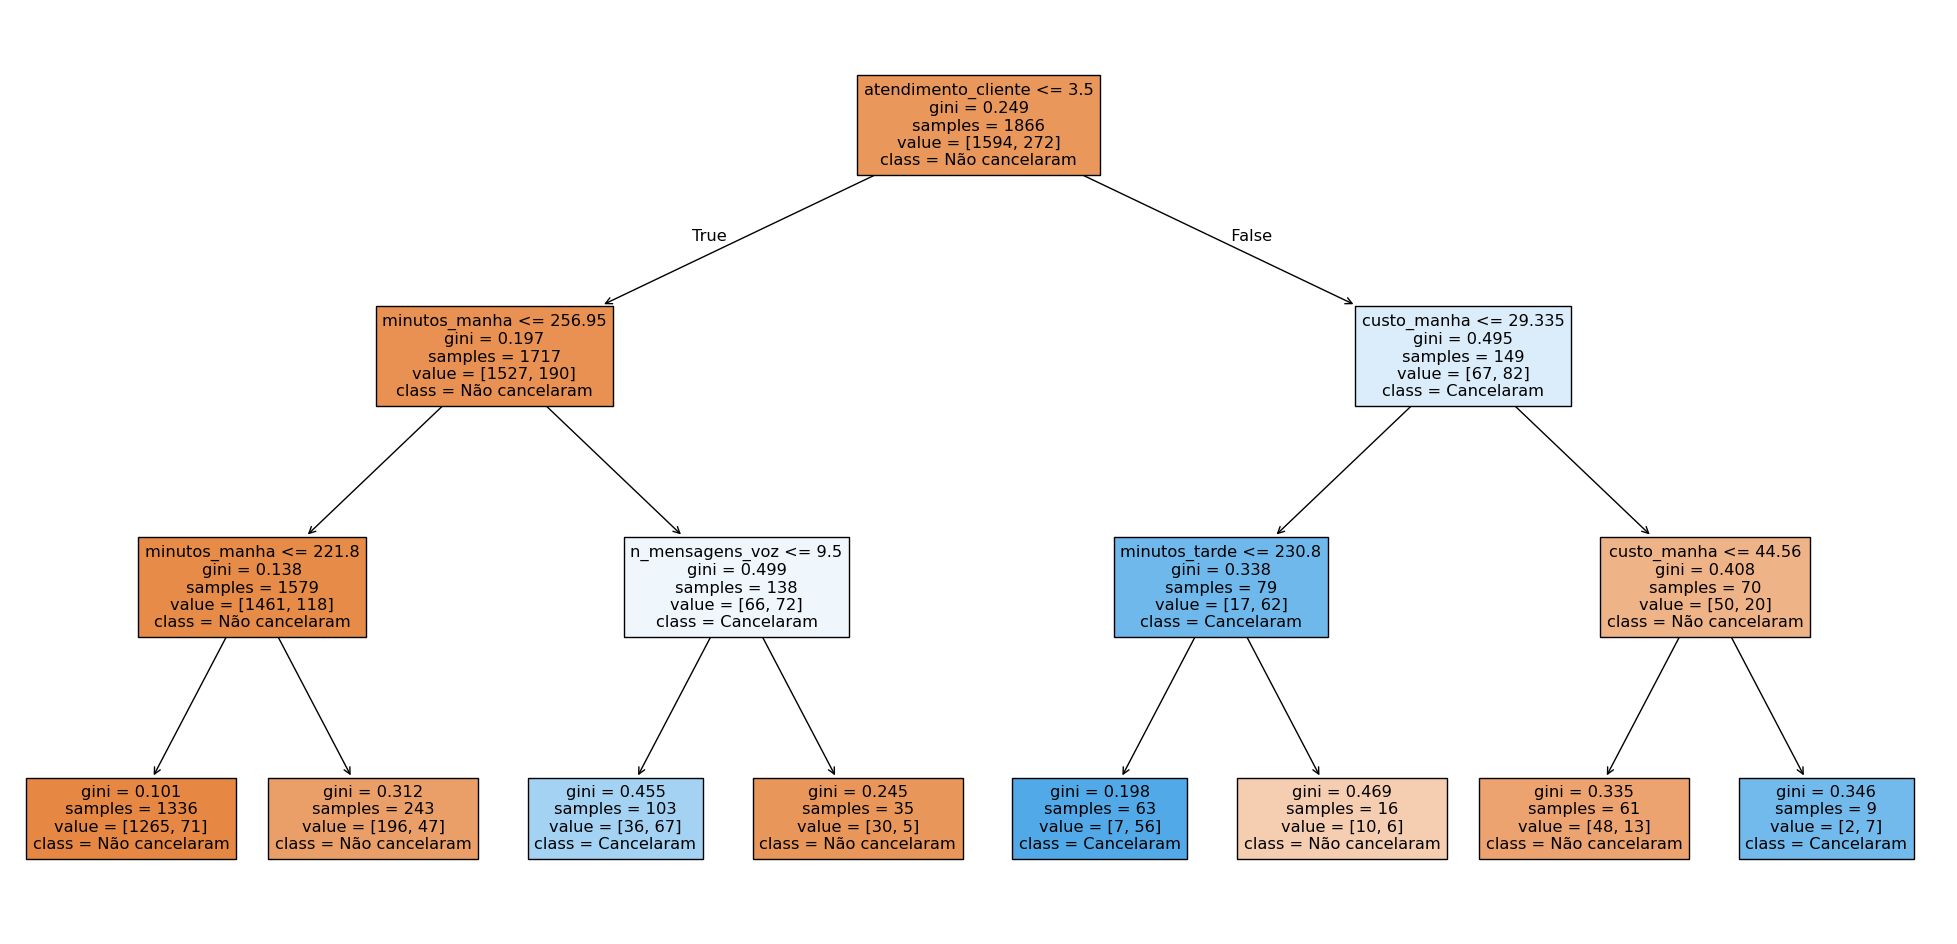 atendimento_cliente <= 3.5
gini = 0.249
samples = 1866
value = [1594, 272]
class = Não cancelaram
True
False
minutos_manha <= 256.95
gini = 0.197
samples = 1717
value = [1527, 190]
class = Não cancelaram
custo_manha <= 29.335
gini = 0.495
samples = 149
value = [67, 82]
class = Cancelaram
minutos_manha <= 221.8
gini = 0.138
samples = 1579
value = [1461, 118]
class = Não cancelaram
n_mensagens_voz <= 9.5
gini = 0.499
samples = 138
value = [66, 72]
class = Cancelaram
minutos_tarde <= 230.8
gini = 0.338
samples = 79
value = [17, 62]
class = Cancelaram
custo_manha <= 44.56
gini = 0.408
samples = 70
value = [50, 20]
class = Não cancelaram
gini = 0.101
samples = 1336
value = [1265, 71]
class = Não cancelaram
gini = 0.312
samples = 243
value = [196, 47]
class = Não cancelaram
gini = 0.455
samples = 103
value = [36, 67]
class = Cancelaram
gini = 0.245
samples = 35
value = [30, 5]
class = Não cancelaram
gini = 0.198
samples = 63
value = [7, 56]
class = Cancelaram
gini = 0.469
samples = 16
value = [10, 6]
class = Não cancelaram
gini = 0.335
samples = 61
value = [48, 13]
class = Não cancelaram
gini = 0.346
samples = 9
value = [2, 7]
class = Cancelaram